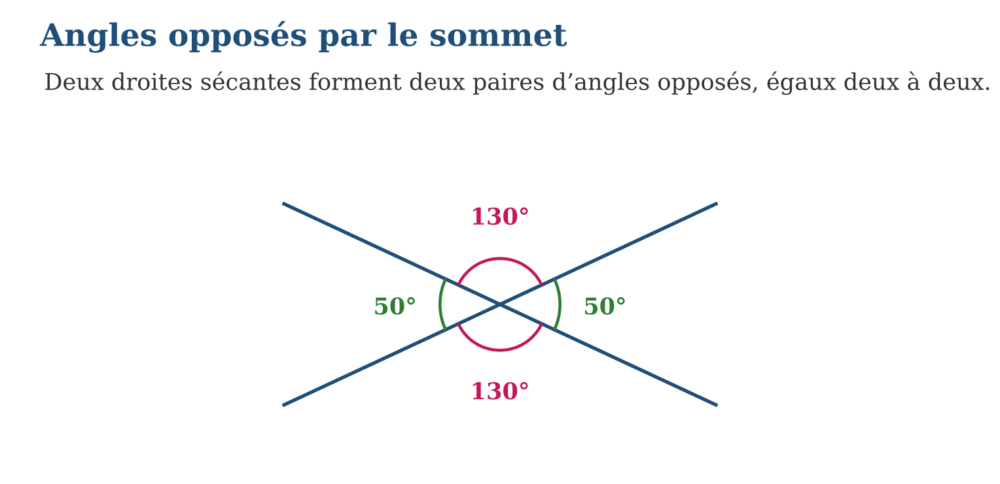 Angles opposés par le sommet
Deux droites sécantes forment deux paires d’angles opposés, égaux deux à deux.
130°
50°
50°
130°